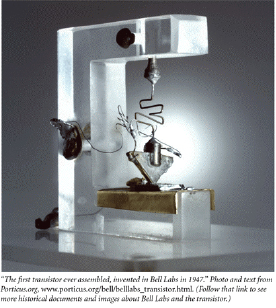 "The first transistor ever assembled, invented in Bell Labs in 1947." Photo and text from
Porticus.org, www.porticus.org/bell/belllabs_transistor.html. (Follow that link to see
more historical documents and images about Bell Labs and the transistor.)